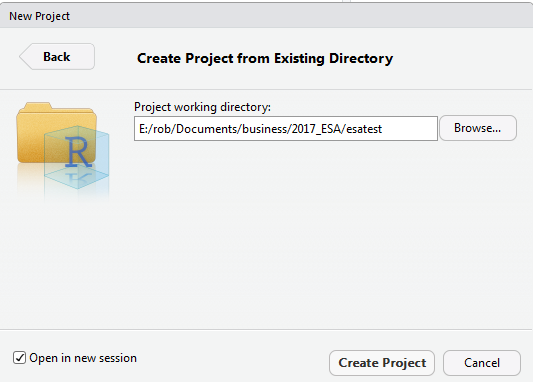 New Project
Back
Create Project from Existing Directory
Project working directory:
E:/rob/Documents/business/2017_ESA/esatest
Browse...
R
Open in new session
Create Project
Cancel